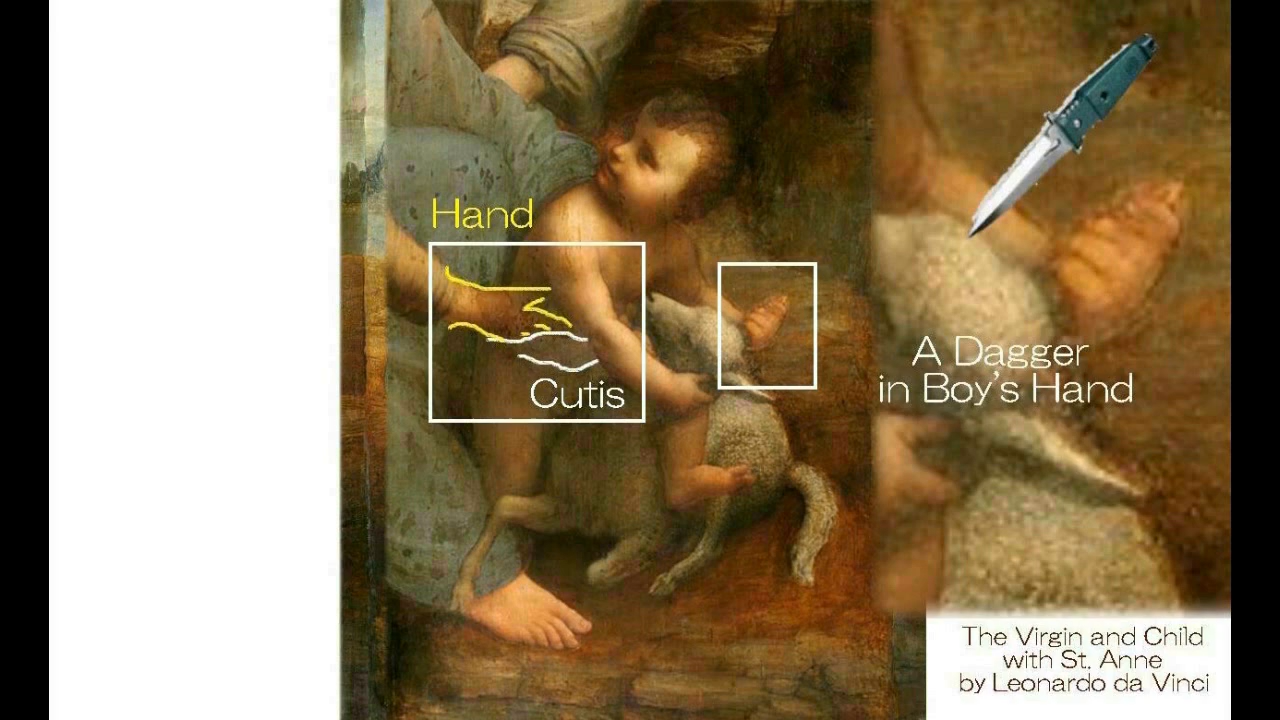 Hand
Cutis
A Dagger
in Boy's Hand
The Virgin and Child
with St. Anne
by Leonardo da Vinci